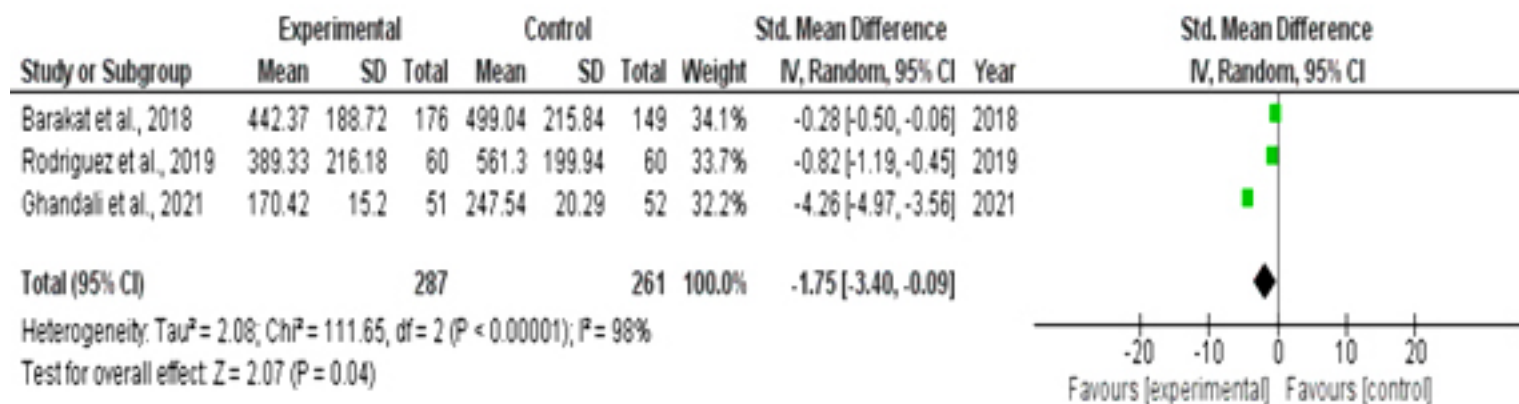 Experimental Control Std. Mean Difference Std. Mean Difference
Study or Subgroup Mean SD Total Mean SD Total Weight IV, Random, 95% CI Year IV, Random, 95% CI
Barakat et al., 2018 442.37 188.72 176 499.04 215.84 149 34.1% -0.28 [-0.50, -0.06] 2018
Rodriguez et al., 2019 389.33 216.18 60 561.3 199.94 60 33.7% -0.82 [-1.19, -0.45] 2019
Ghandali et al., 2021 170.42 15.2 51 247.54 20.29 52 32.2% -4.26 [-4.97, -3.56] 2021
Total (95% CI) 287 261 100.0% -1.75 [-3.40, -0.09]
Heterogeneity: Tau² = 2.08; Chi² = 111.65, df = 2 (P < 0.00001); I² = 98%
Test for overall effect: Z = 2.07 (P = 0.04)
-20 -10 0 10 20
Favours [experimental] Favours [control]